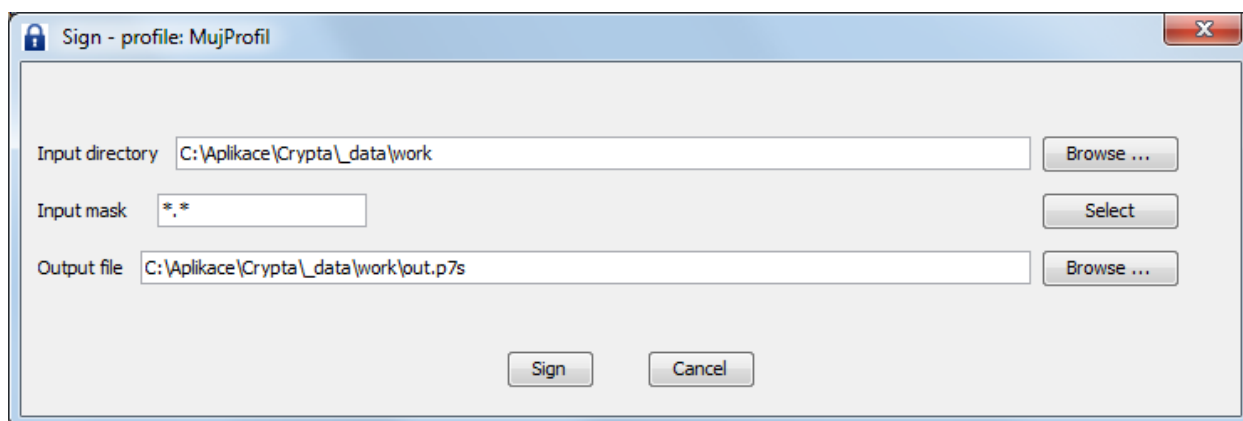 Sign - profile: MujProfil
Input directory C:\Aplikace\Crypta\_data\work Browse ...
Input mask *.* Select
Output file C:\Aplikace\Crypta\_data\work\out.p7s Browse ...
Sign Cancel